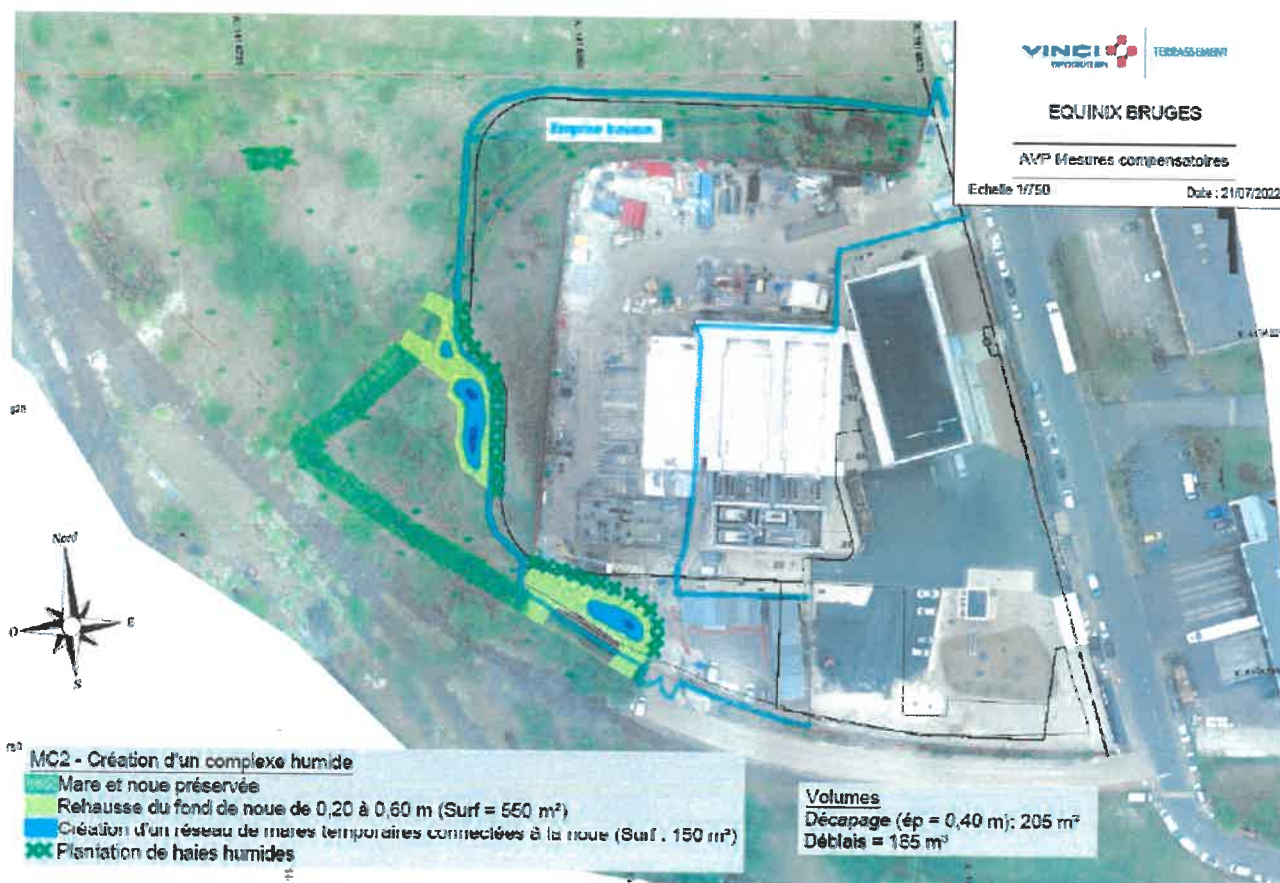 VINCI TERRASSEMENT
CONSTRUCTION
EQUINIX BRUGES
AVP Mesures compensatoires
Echelle 1/750 Date : 21/07/2022
Emprise travaux
Nord
O E
S
MC2 - Création d'un complexe humide
Mare et noue préservée
Rehausse du fond de noue de 0,20 à 0,60 m (Surf = 550 m²)
Création d'un réseau de mares temporaires connectées à la noue (Surf . 150 m²)
Plantation de haies humides
Volumes
Décapage (ép = 0,40 m): 205 m³
Déblais = 185 m³